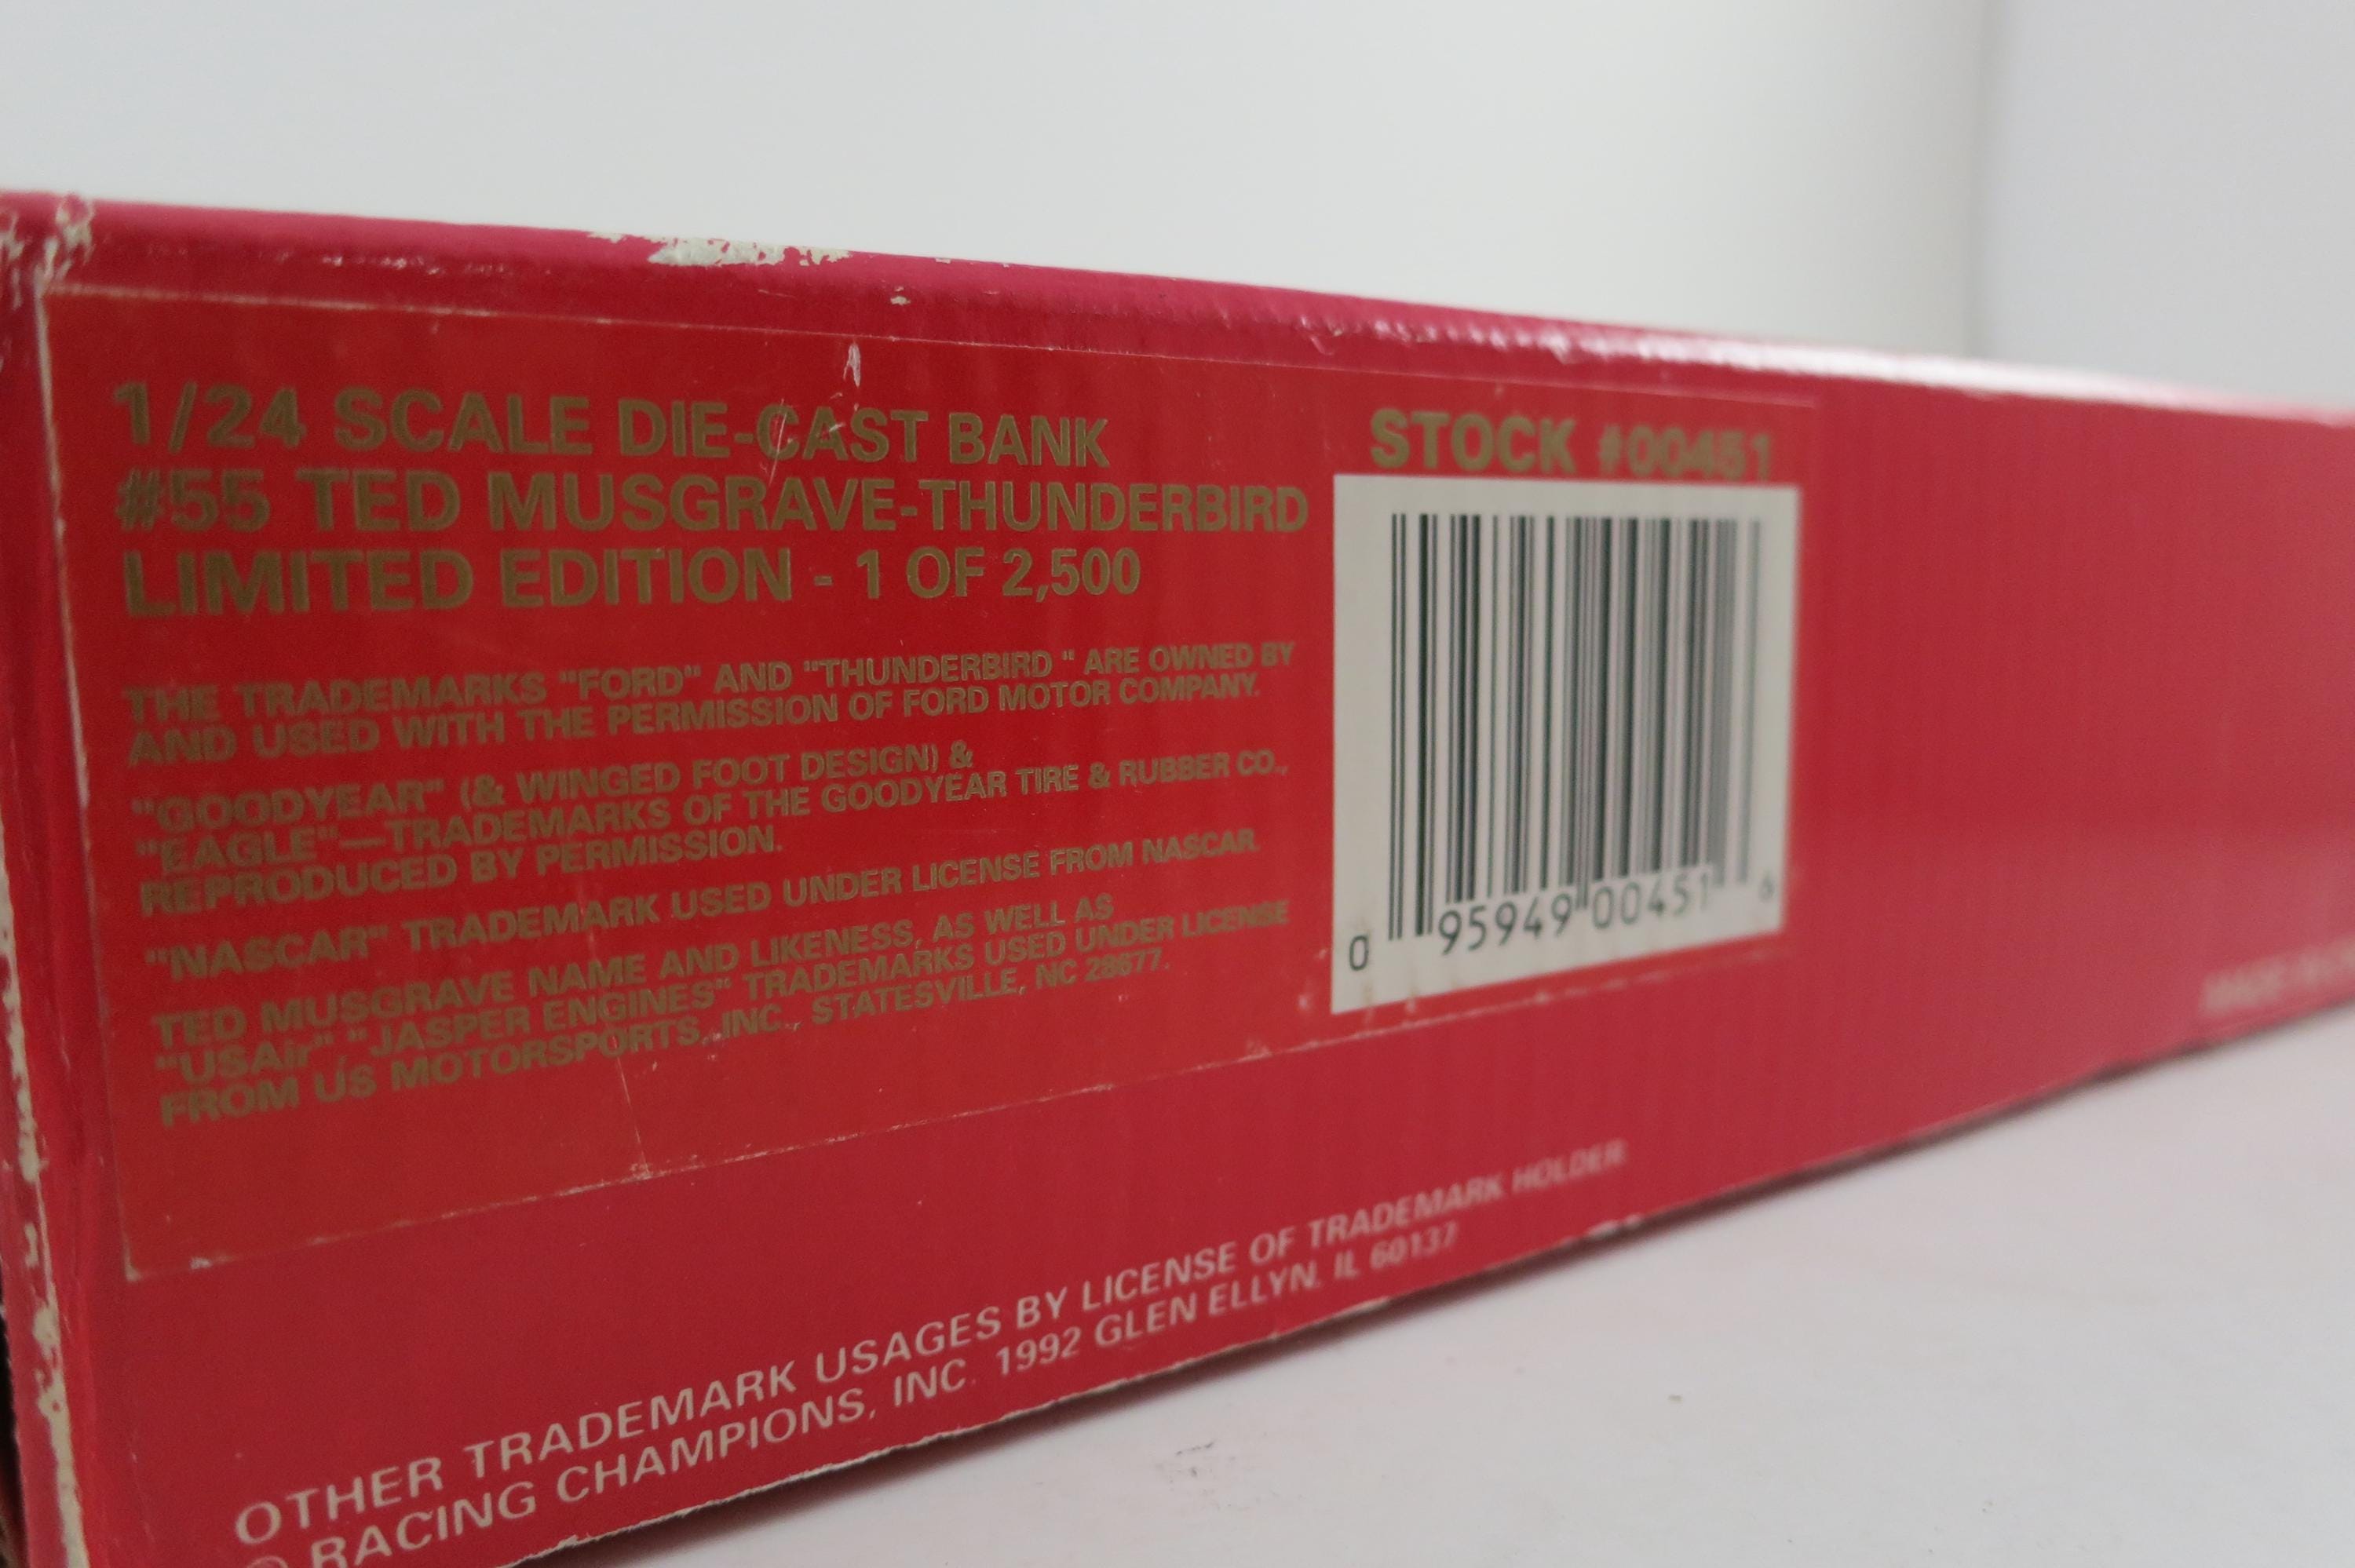 1/24 SCALE DIE-CAST BANK
#55 TED MUSGRAVE-THUNDERBIRD
LIMITED EDITION - 1 OF 2,500
THE TRADEMARKS "FORD" AND "THUNDERBIRD " ARE OWNED BY
AND USED WITH THE PERMISSION OF FORD MOTOR COMPANY.
"GOODYEAR" (& WINGED FOOT DESIGN) &
"EAGLE"—TRADEMARKS OF THE GOODYEAR TIRE & RUBBER CO.,
REPRODUCED BY PERMISSION.
"NASCAR" TRADEMARK USED UNDER LICENSE FROM NASCAR.
TED MUSGRAVE NAME AND LIKENESS, AS WELL AS
"USAir" "JASPER ENGINES" TRADEMARKS USED UNDER LICENSE
FROM US MOTORSPORTS, INC., STATESVILLE, NC 28677.
STOCK #00451
0 95949 00451 6
OTHER TRADEMARK USAGES BY LICENSE OF TRADEMARK HOLDER
© RACING CHAMPIONS, INC. 1992 GLEN ELLYN, IL 60137